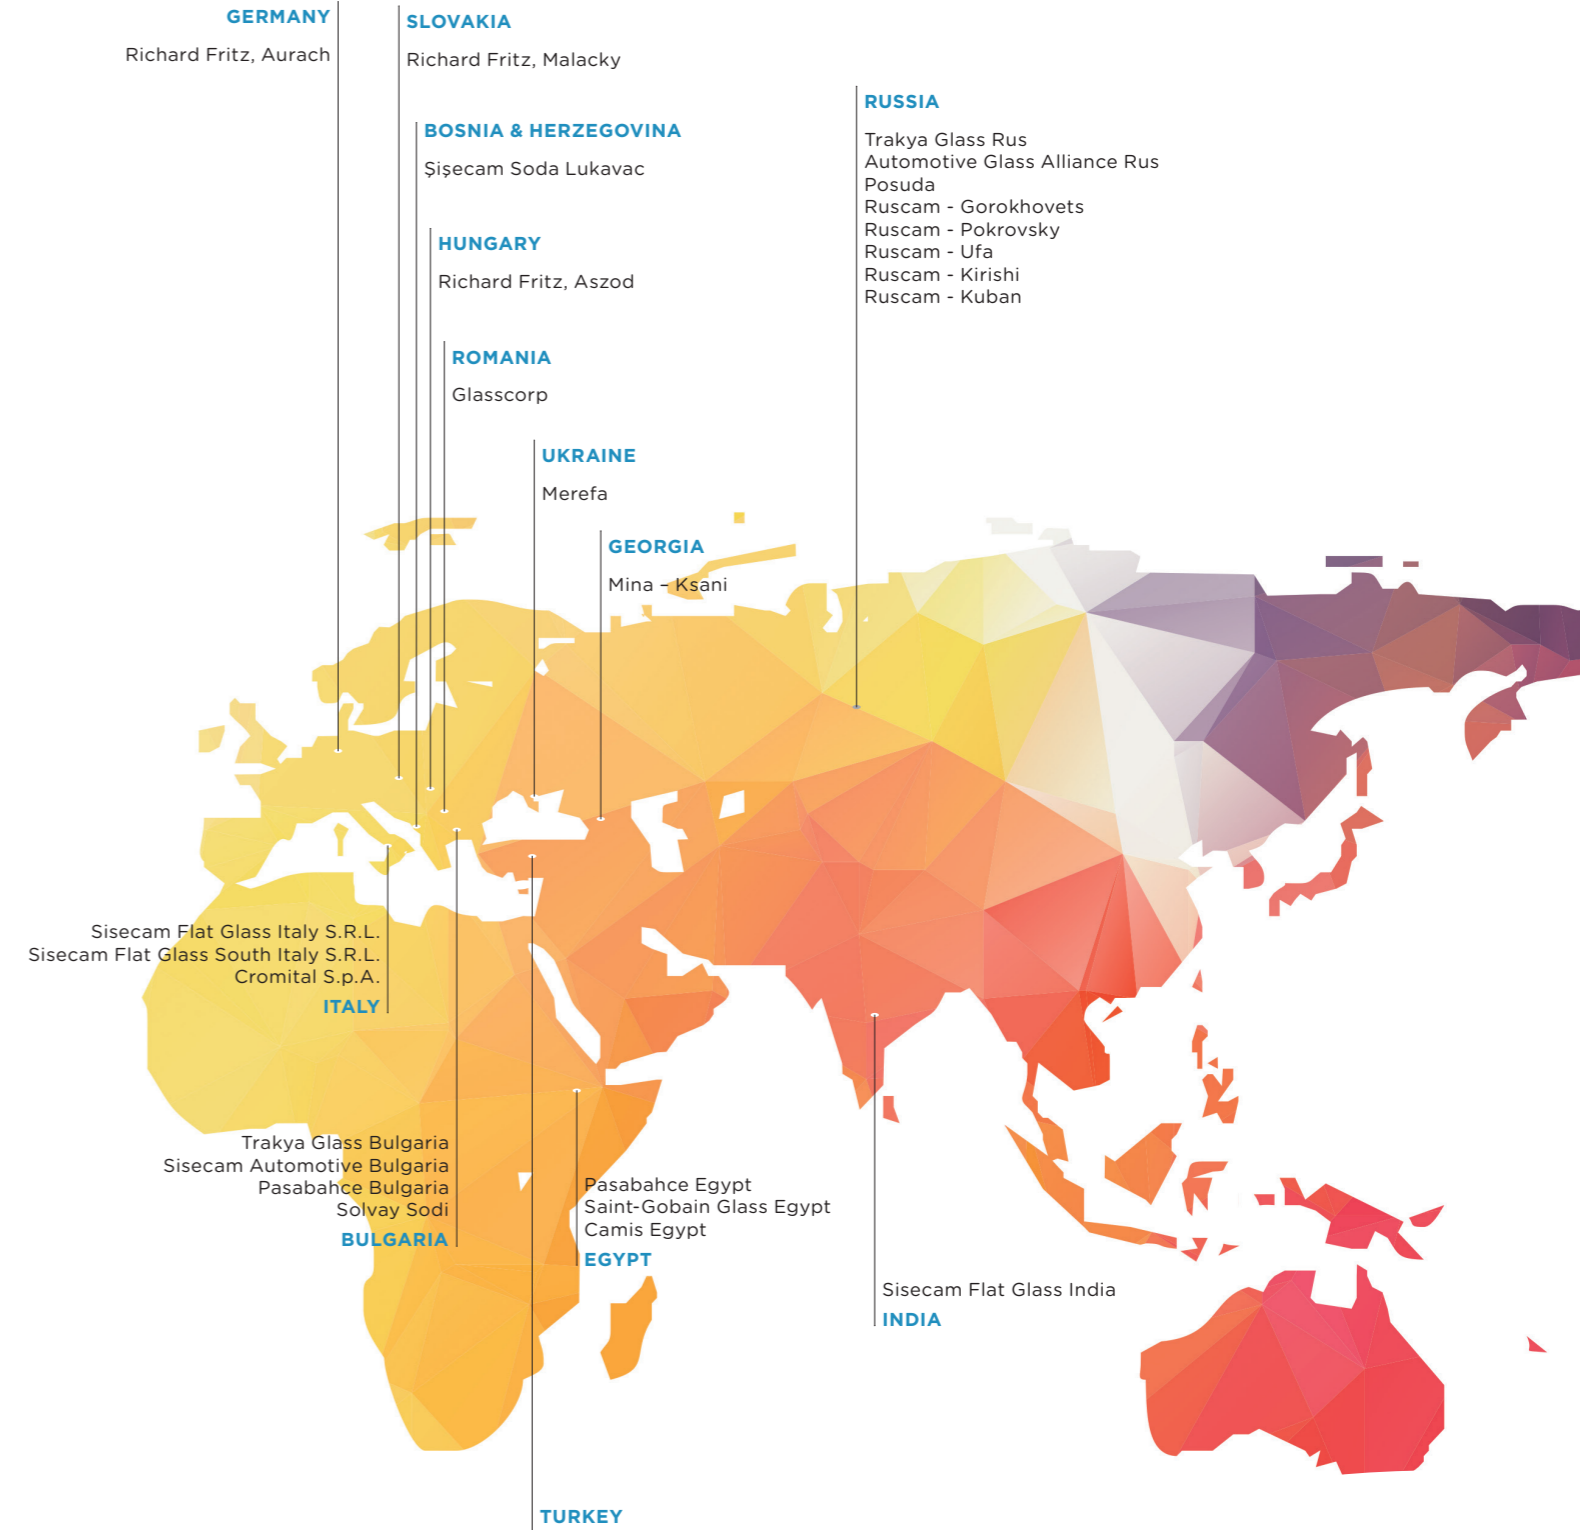 GERMANY
Richard Fritz, Aurach
SLOVAKIA
Richard Fritz, Malacky
BOSNIA & HERZEGOVINA
Şişecam Soda Lukavac
HUNGARY
Richard Fritz, Aszod
ROMANIA
Glasscorp
UKRAINE
Merefa
GEORGIA
Mina – Ksani
RUSSIA
Trakya Glass Rus
Automotive Glass Alliance Rus
Posuda
Ruscam - Gorokhovets
Ruscam - Pokrovsky
Ruscam - Ufa
Ruscam - Kirishi
Ruscam - Kuban
Sisecam Flat Glass Italy S.R.L.
Sisecam Flat Glass South Italy S.R.L.
Cromital S.p.A.
ITALY
Trakya Glass Bulgaria
Sisecam Automotive Bulgaria
Pasabahce Bulgaria
Solvay Sodi
BULGARIA
Pasabahce Egypt
Saint-Gobain Glass Egypt
Camis Egypt
EGYPT
Sisecam Flat Glass India
INDIA
TURKEY